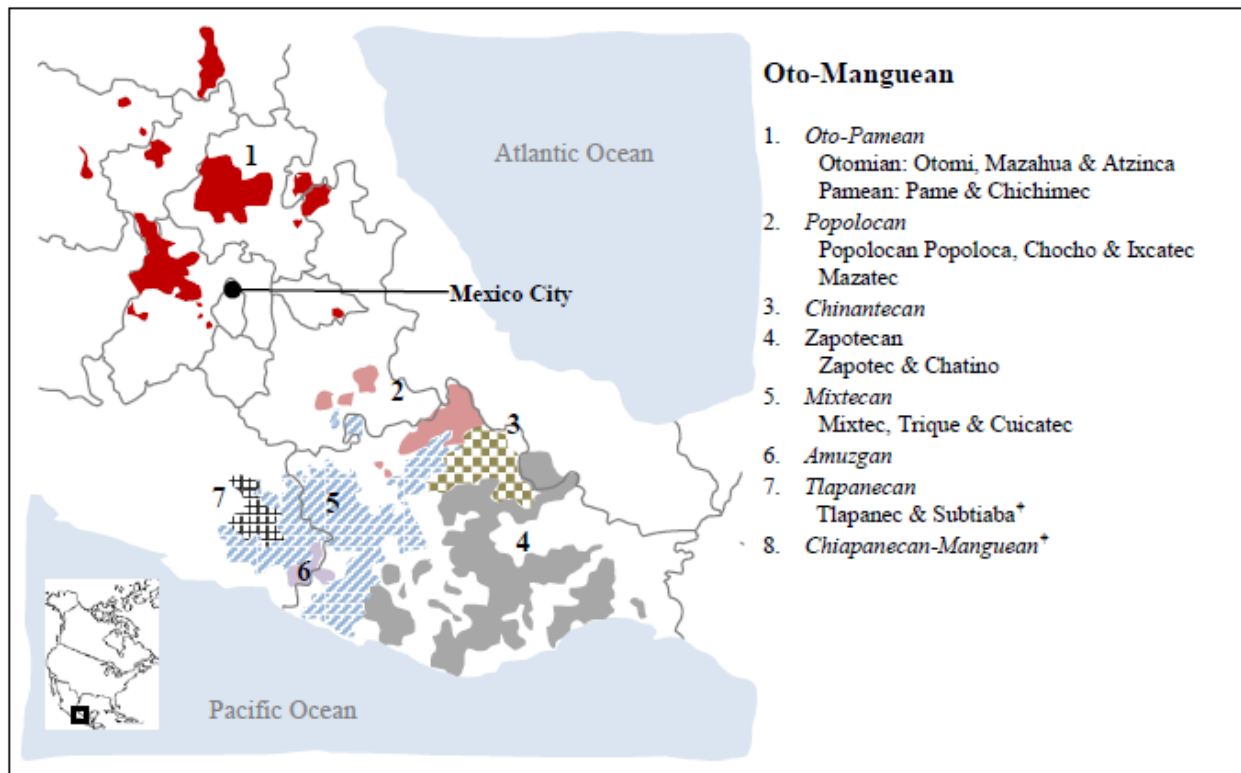 Atlantic Ocean
1
Mexico City
2
3
7
5
4
6
Pacific Ocean
Oto-Manguean
1. Oto-Pamean
Otomian: Otomi, Mazahua & Atzinca
Pamean: Pame & Chichimec
2. Popolocan
Popolocan Popoloca, Chocho & Ixcatec
Mazatec
3. Chinantecan
4. Zapotecan
Zapotec & Chatino
5. Mixtecan
Mixtec, Trique & Cuicatec
6. Amuzgan
7. Tlapanecan
Tlapanec & Subtiaba✝
8. Chiapanecan-Manguean✝